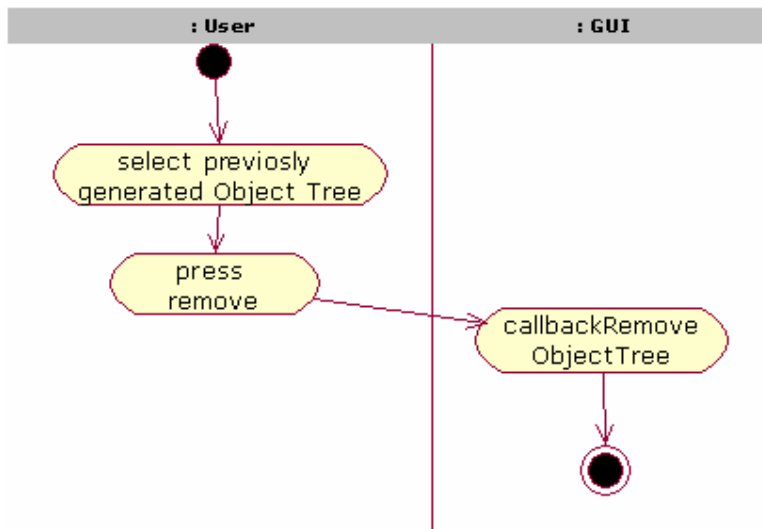 : User
: GUI
select previosly
generated Object Tree
press
remove
callbackRemove
ObjectTree